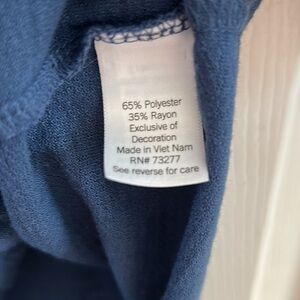 65% Polyester
35% Rayon
Exclusive of
Decoration
Made in Viet Nam
RN# 73277
See reverse for care